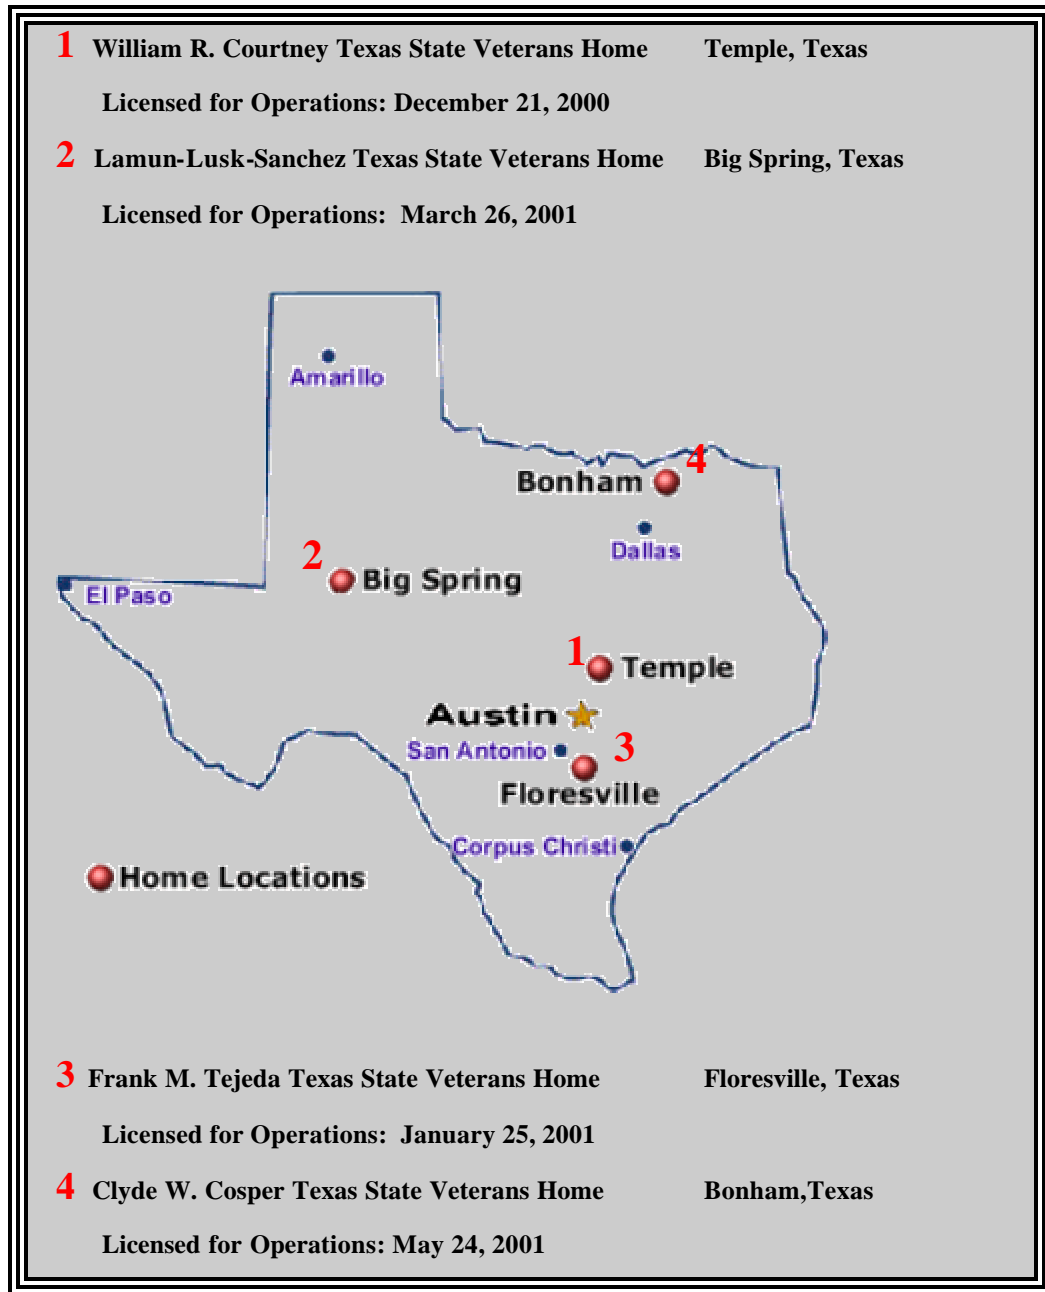 1 William R. Courtney Texas State Veterans Home Temple, Texas
Licensed for Operations: December 21, 2000
2 Lamun-Lusk-Sanchez Texas State Veterans Home Big Spring, Texas
Licensed for Operations: March 26, 2001
Amarillo
4
Bonham
Dallas
2
Big Spring
El Paso
1
Temple
Austin
San Antonio
3
Floresville
Corpus Christi
Home Locations
3 Frank M. Tejeda Texas State Veterans Home Floresville, Texas
Licensed for Operations: January 25, 2001
4 Clyde W. Cosper Texas State Veterans Home Bonham,Texas
Licensed for Operations: May 24, 2001